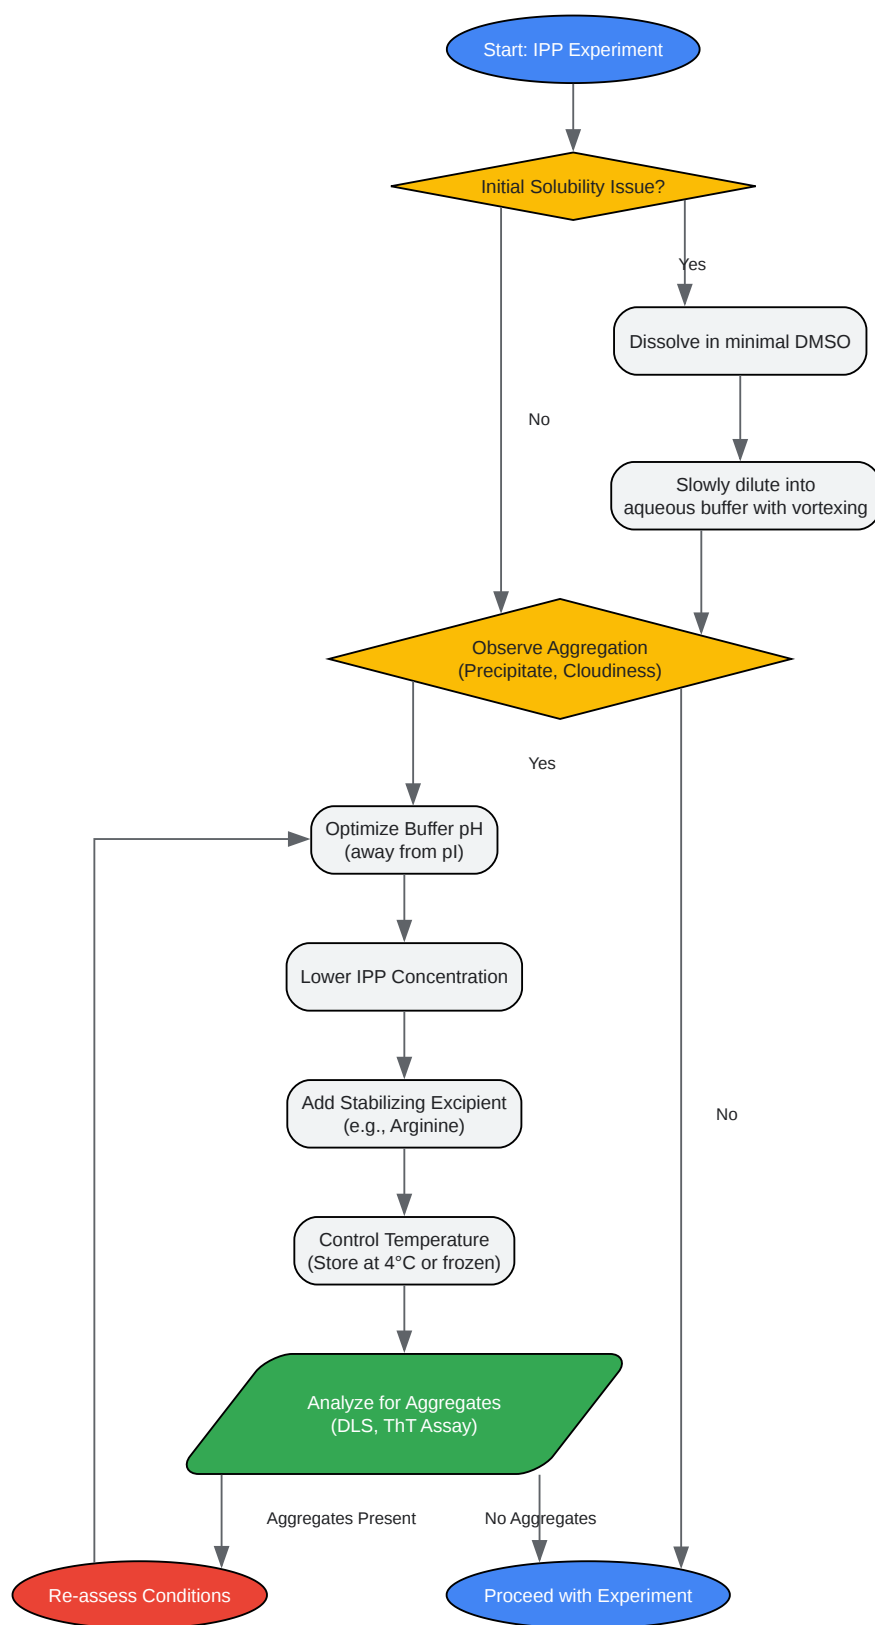 Start: IPP Experiment
Initial Solubility Issue?
Yes
Dissolve in minimal DMSO
No
Slowly dilute into
aqueous buffer with vortexing
Observe Aggregation
(Precipitate, Cloudiness)
Yes
Optimize Buffer pH
(away from pI)
Lower IPP Concentration
Add Stabilizing Excipient
(e.g., Arginine)
No
Control Temperature
(Store at 4°C or frozen)
Analyze for Aggregates
(DLS, ThT Assay)
Aggregates Present
No Aggregates
Re-assess Conditions
Proceed with Experiment